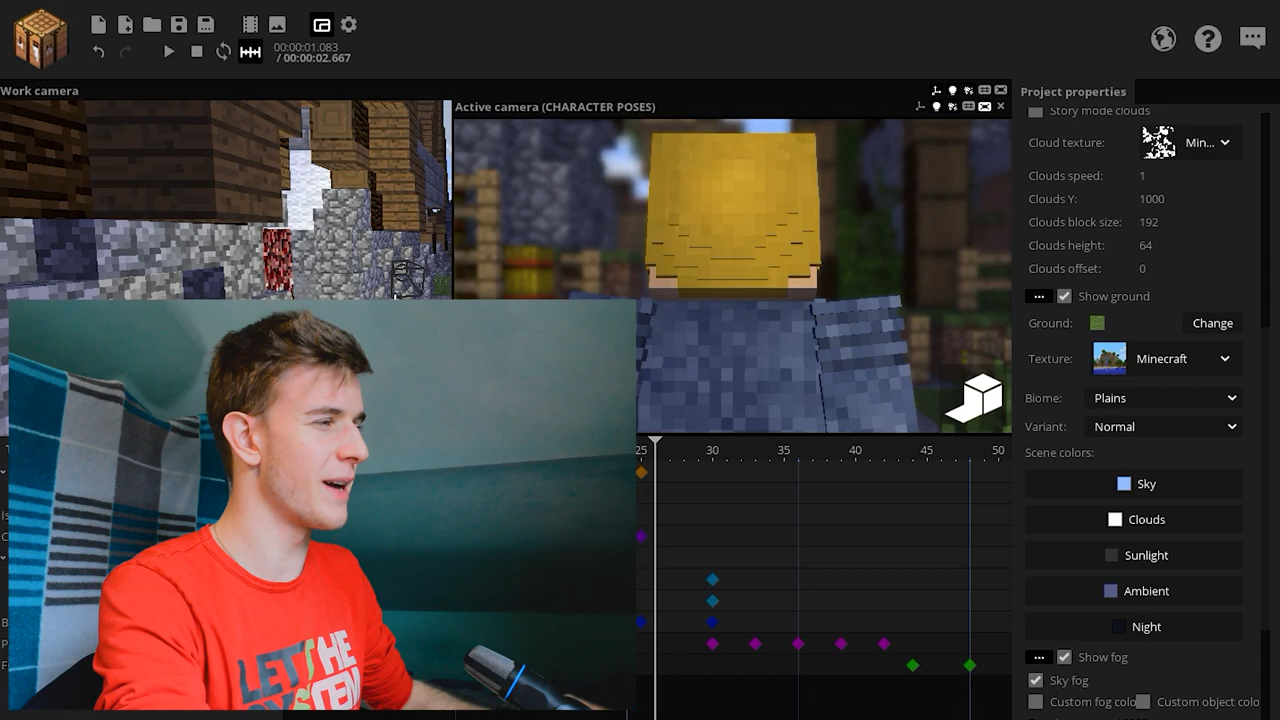 00:00:01.083
/ 00:00:02.667
Work camera
Active camera (CHARACTER POSES)
Project properties
Story mode clouds
Cloud texture: Min...
Clouds speed: 1
Clouds Y: 1000
Clouds block size: 192
Clouds height: 64
Clouds offset: 0
Show ground
Ground: Change
Texture: Minecraft
Biome: Plains
Variant: Normal
Scene colors:
Sky
Clouds
Sunlight
Ambient
Night
Show fog
Sky fog
Custom fog colo Custom object colo
25 30 35 40 45 50
LET'S HE